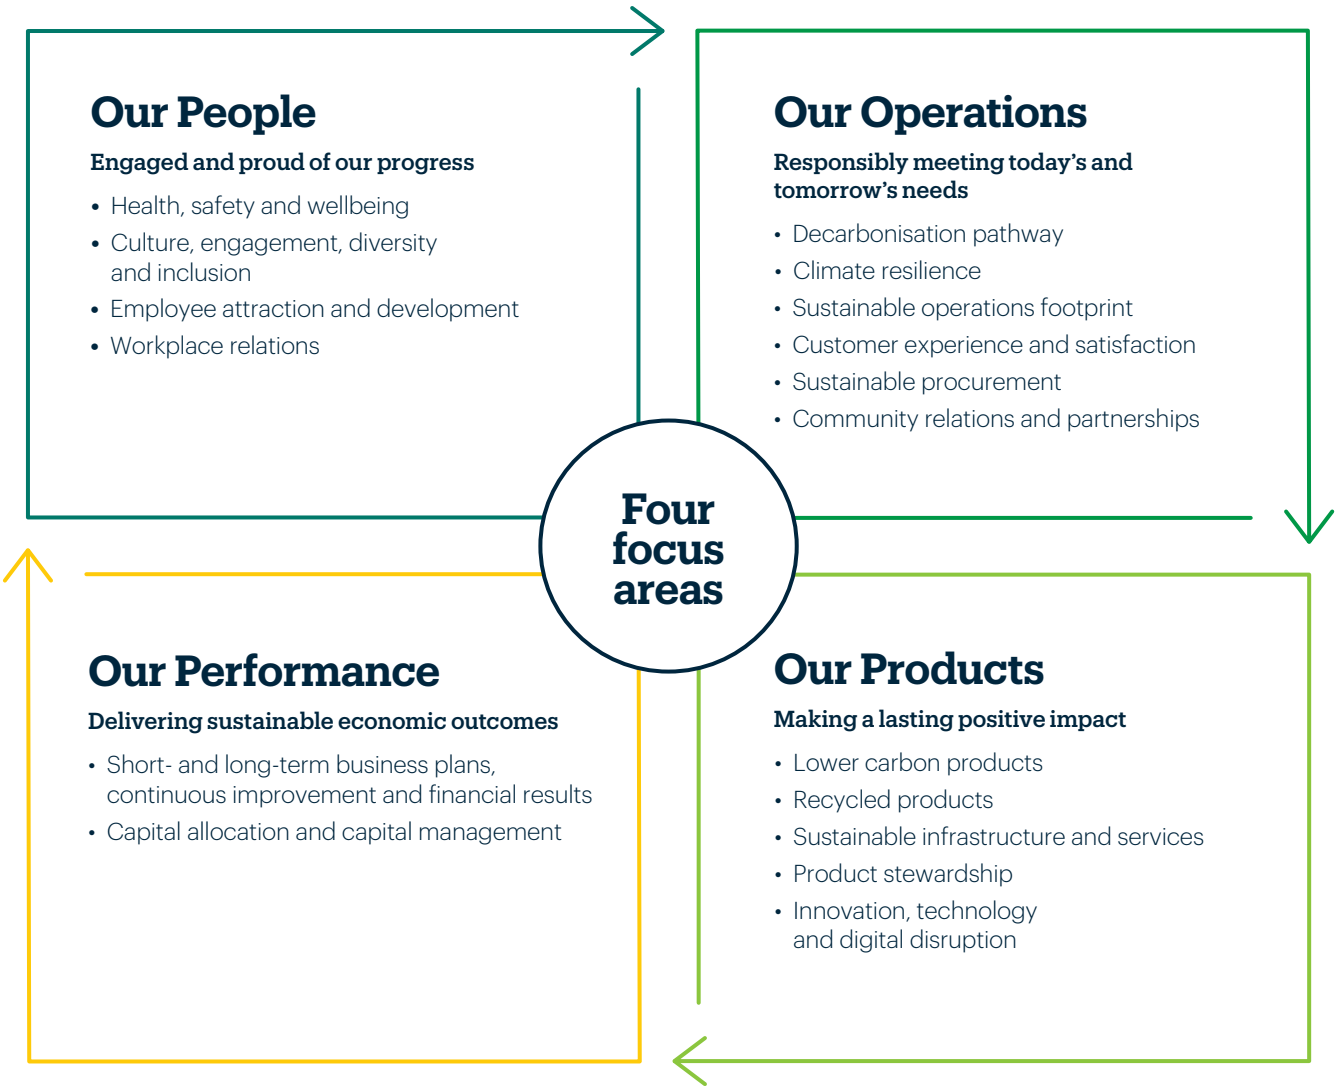 Our People
Engaged and proud of our progress
• Health, safety and wellbeing
• Culture, engagement, diversity
and inclusion
• Employee attraction and development
• Workplace relations
Our Operations
Responsibly meeting today’s and
tomorrow’s needs
• Decarbonisation pathway
• Climate resilience
• Sustainable operations footprint
• Customer experience and satisfaction
• Sustainable procurement
• Community relations and partnerships
Four
focus
areas
Our Performance
Delivering sustainable economic outcomes
• Short- and long-term business plans,
continuous improvement and financial results
• Capital allocation and capital management
Our Products
Making a lasting positive impact
• Lower carbon products
• Recycled products
• Sustainable infrastructure and services
• Product stewardship
• Innovation, technology
and digital disruption